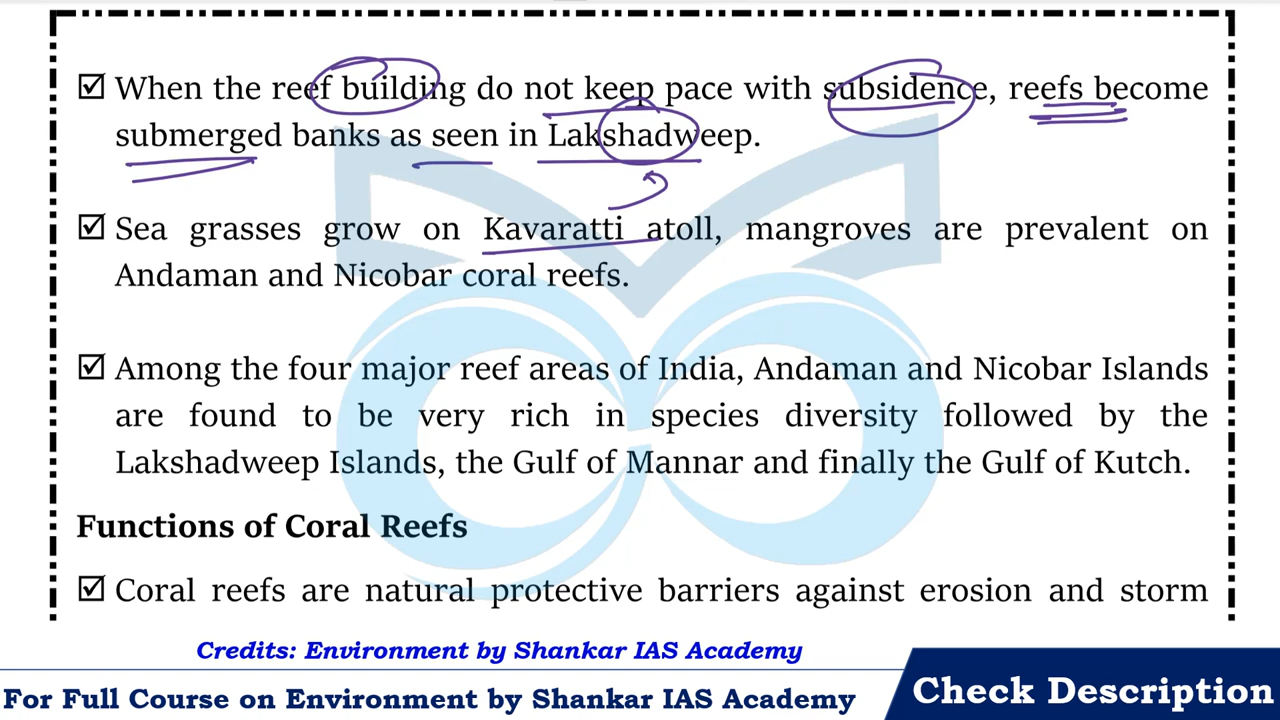 ☑ When the reef building do not keep pace with subsidence, reefs become
submerged banks as seen in Lakshadweep.
☑ Sea grasses grow on Kavaratti atoll, mangroves are prevalent on
Andaman and Nicobar coral reefs.
☑ Among the four major reef areas of India, Andaman and Nicobar Islands
are found to be very rich in species diversity followed by the
Lakshadweep Islands, the Gulf of Mannar and finally the Gulf of Kutch.
Functions of Coral Reefs
☑ Coral reefs are natural protective barriers against erosion and storm
Credits: Environment by Shankar IAS Academy
For Full Course on Environment by Shankar IAS Academy
Check Description